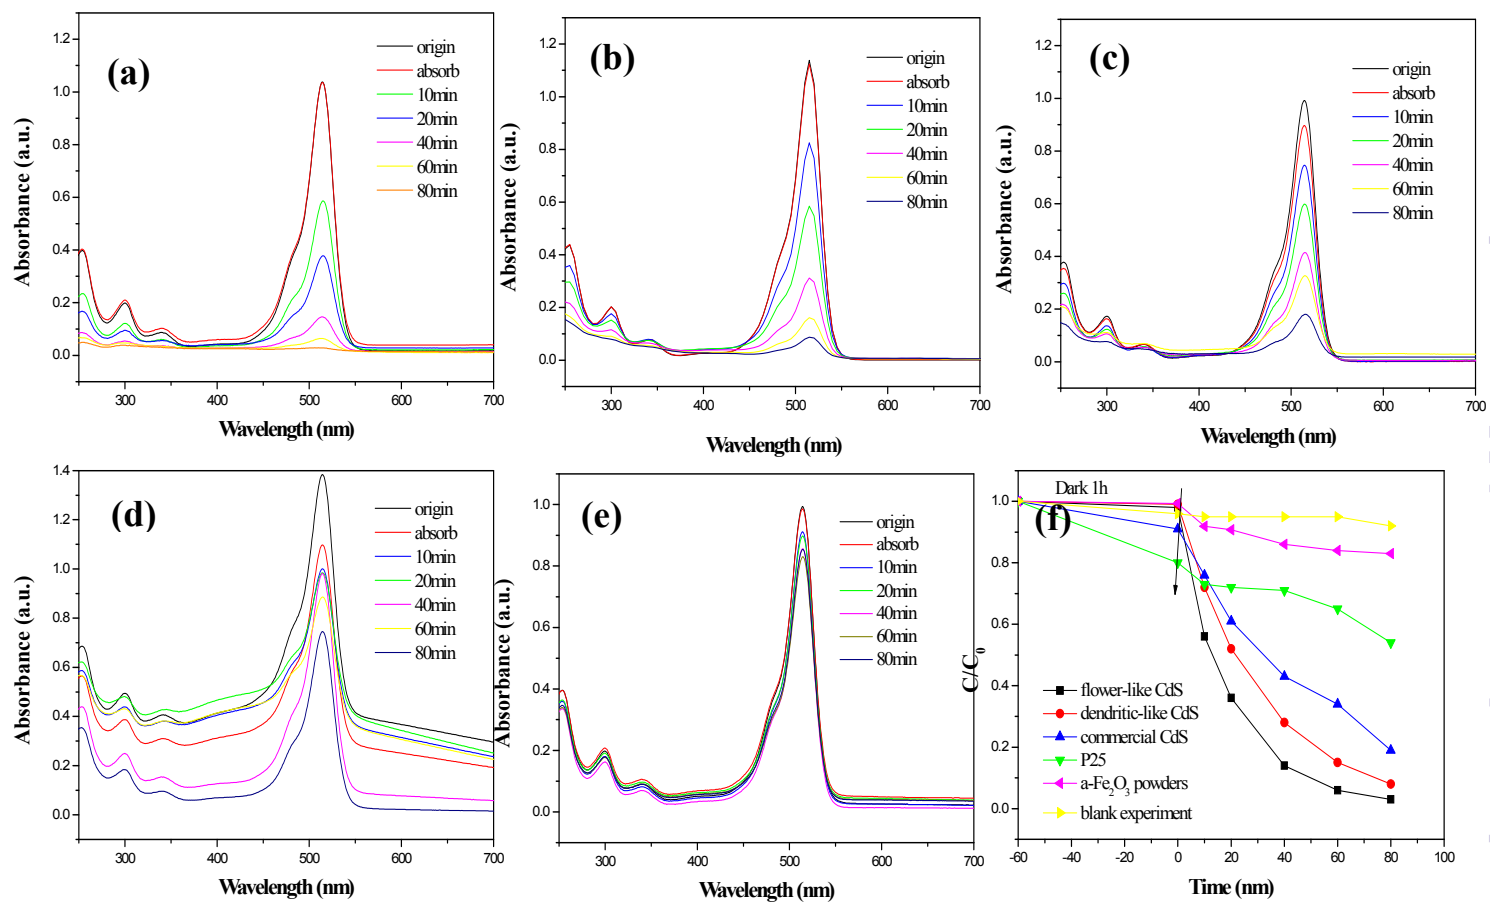 (a)
origin
absorb
10min
20min
40min
60min
80min
Absorbance (a.u.)
1.2
1.0
0.8
0.6
0.4
0.2
0.0
300
400
500
600
700
Wavelength (nm)
(b)
origin
absorb
10min
20min
40min
60min
80min
Absorbance (a.u.)
1.2
1.0
0.8
0.6
0.4
0.2
0.0
300
400
500
600
700
Wavelength (nm)
(c)
origin
absorb
10min
20min
40min
60min
80min
Absorbance (a.u.)
1.2
1.0
0.8
0.6
0.4
0.2
0.0
300
400
500
600
700
Wavelength (nm)
(d)
origin
absorb
10min
20min
40min
60min
80min
Absorbance (a.u.)
1.4
1.2
1.0
0.8
0.6
0.4
0.2
0.0
300
400
500
600
700
Wavelength (nm)
(e)
origin
absorb
10min
20min
40min
60min
80min
Absorbance (a.u.)
1.0
0.8
0.6
0.4
0.2
0.0
300
400
500
600
700
Wavelength (nm)
Dark 1h
(f)
C/C0
1.0
0.8
0.6
0.4
0.2
0.0
flower-like CdS
dendritic-like CdS
commercial CdS
P25
a-Fe2O3 powders
blank experiment
-60
-40
-20
0
20
40
60
80
100
Time (nm)